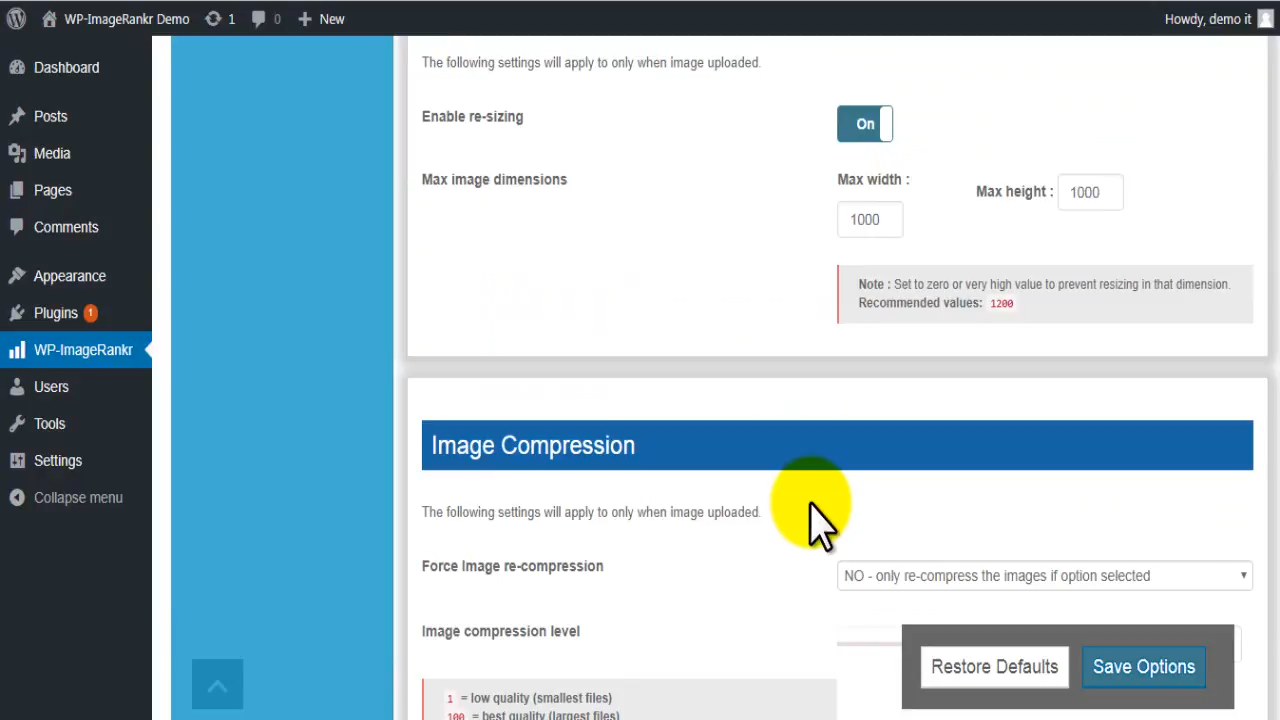 WP-ImageRankr Demo 1 0 New Howdy, demo it
Dashboard
Posts
Media
Pages
Comments
Appearance
Plugins 1
WP-ImageRankr
Users
Tools
Settings
Collapse menu
The following settings will apply to only when image uploaded.
Enable re-sizing On
Max image dimensions Max width : Max height : 1000
1000
Note : Set to zero or very high value to prevent resizing in that dimension.
Recommended values: 1200
Image Compression
The following settings will apply to only when image uploaded.
Force Image re-compression NO - only re-compress the images if option selected
Image compression level
Restore Defaults Save Options
1 = low quality (smallest files)
100 = best quality (largest files)